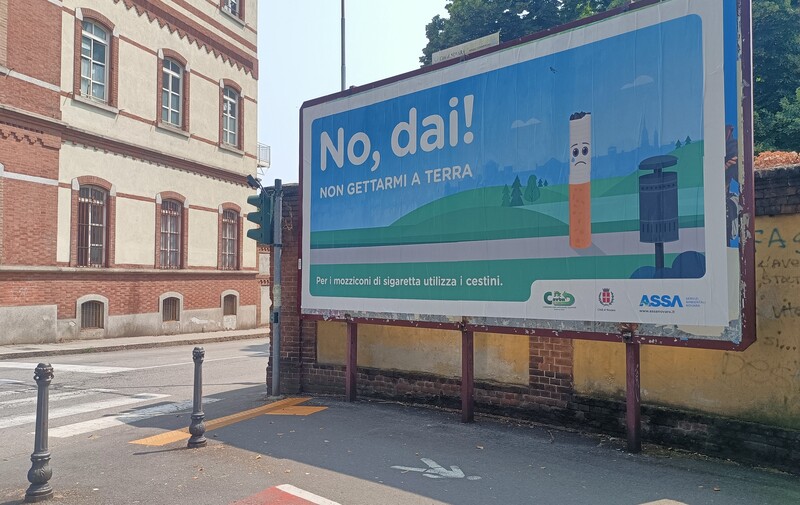 No, dai!
NON GETTARMI A TERRA
Per i mozziconi di sigaretta utilizza i cestini.
ASSA